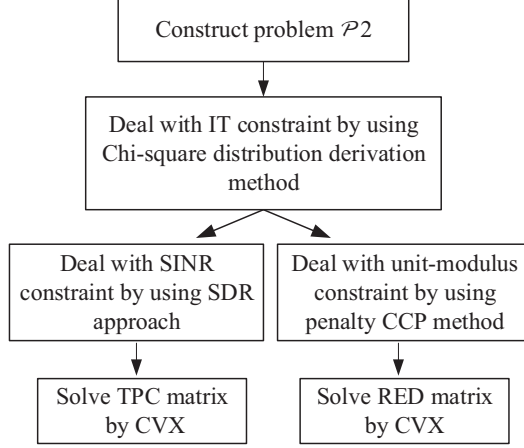 Construct problem 𝒫2
Deal with IT constraint by using
Chi-square distribution derivation
method
Deal with SINR
constraint by using SDR
approach
Deal with unit-modulus
constraint by using
penalty CCP method
Solve TPC matrix
by CVX
Solve RED matrix
by CVX